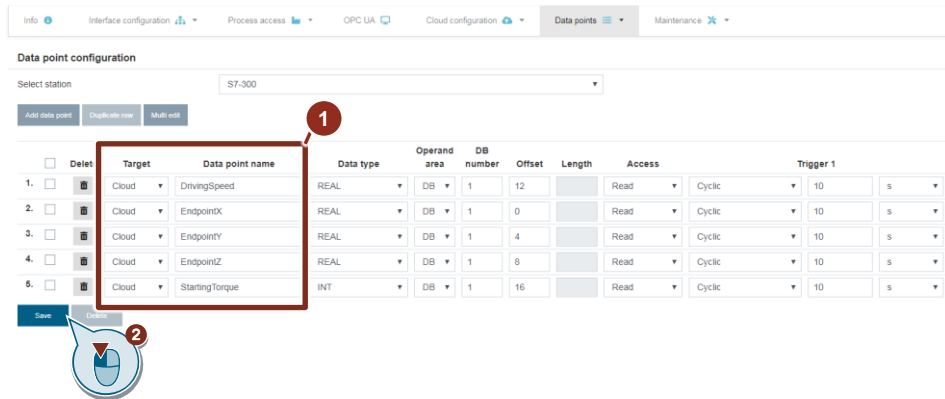 Info
Interface configuration
Process access
OPC UA
Cloud configuration
Data points
Maintenance
Data point configuration
Select station S7-300
Add data point Duplicate row Multi edit
1
Delet Target Data point name Data type Operand area DB number Offset Length Access Trigger 1
1. Cloud DrivingSpeed REAL DB 1 12 Read Cyclic 10 s
2. Cloud EndpointX REAL DB 1 0 Read Cyclic 10 s
3. Cloud EndpointY REAL DB 1 4 Read Cyclic 10 s
4. Cloud EndpointZ REAL DB 1 8 Read Cyclic 10 s
5. Cloud StartingTorque INT DB 1 16 Read Cyclic 10 s
Save Delete
2